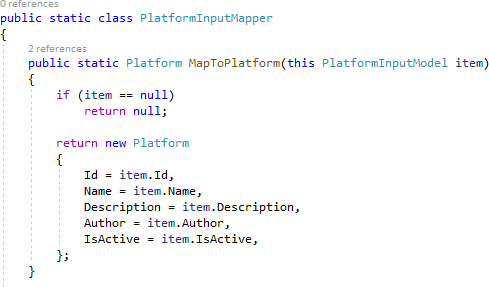 0 references
public static class PlatformInputMapper
{
2 references
public static Platform MapToPlatform(this PlatformInputModel item)
{
if (item == null)
return null;
return new Platform
{
Id = item.Id,
Name = item.Name,
Description = item.Description,
Author = item.Author,
IsActive = item.IsActive,
};
}